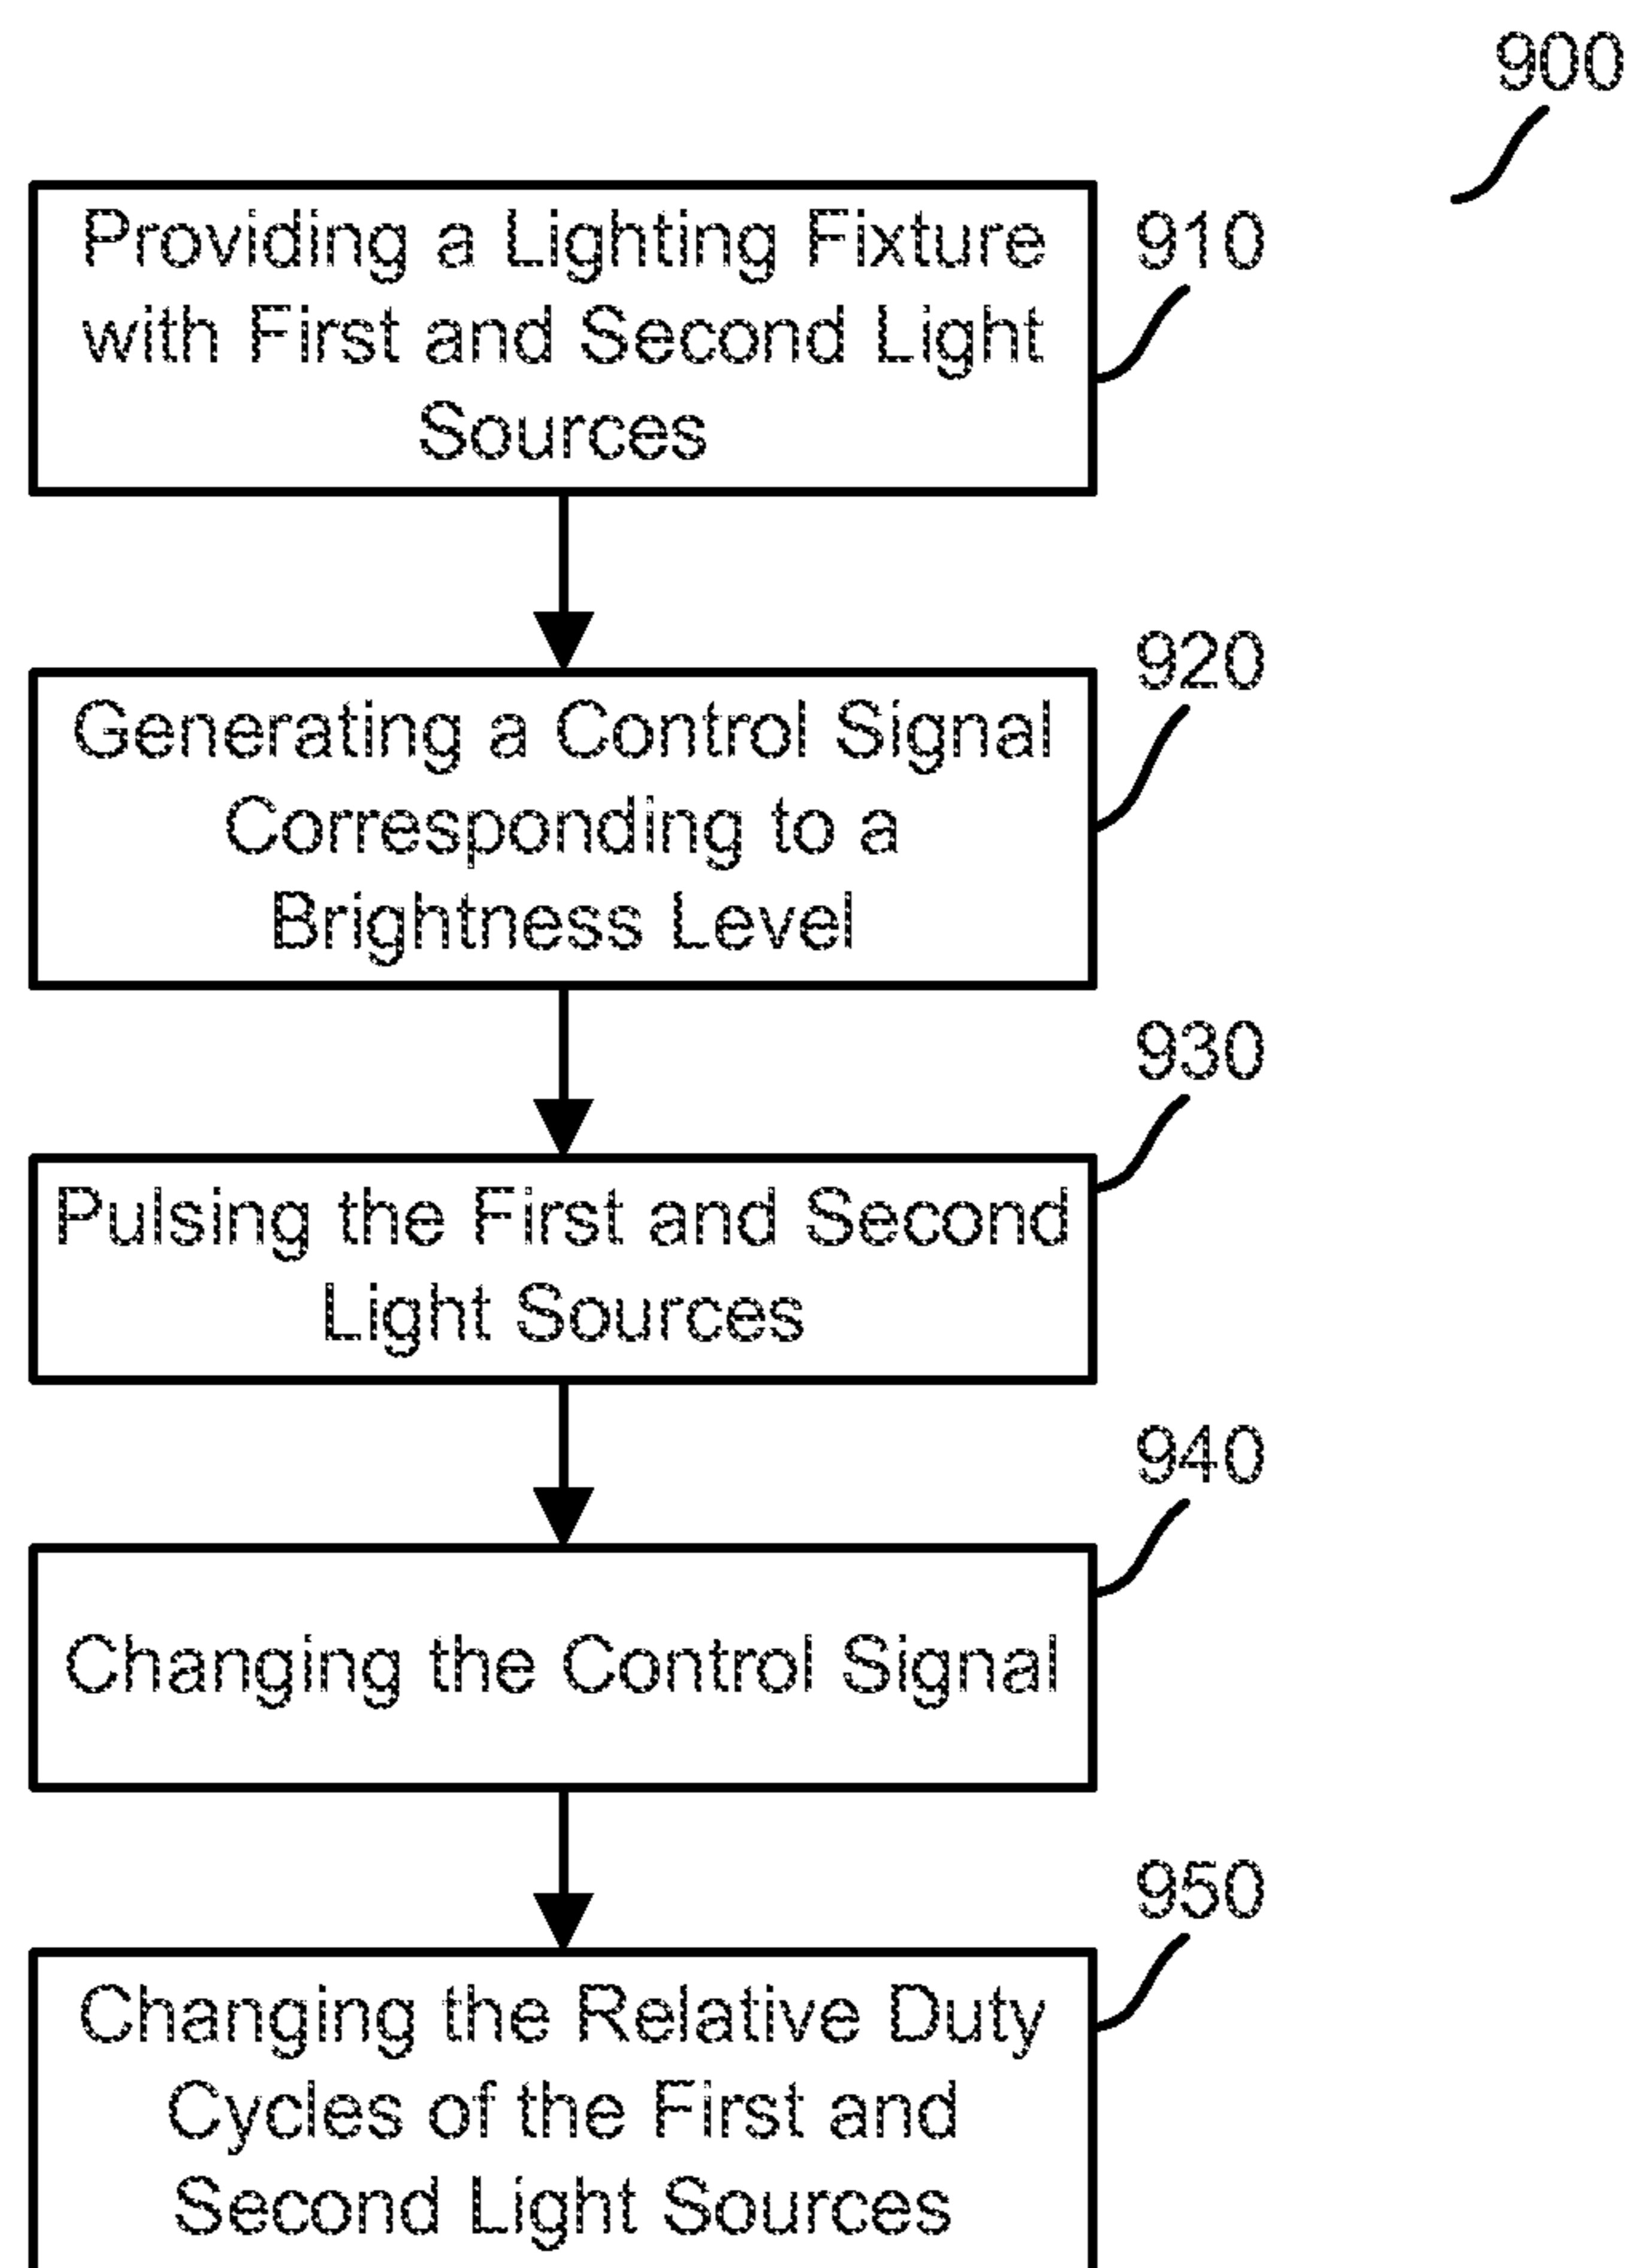 900
Providing a Lighting Fixture
with First and Second Light
Sources
910
Generating a Control Signal
Corresponding to a
Brightness Level
920
Pulsing the First and Second
Light Sources
930
Changing the Control Signal
940
Changing the Relative Duty
Cycles of the First and
Second Light Sources
950